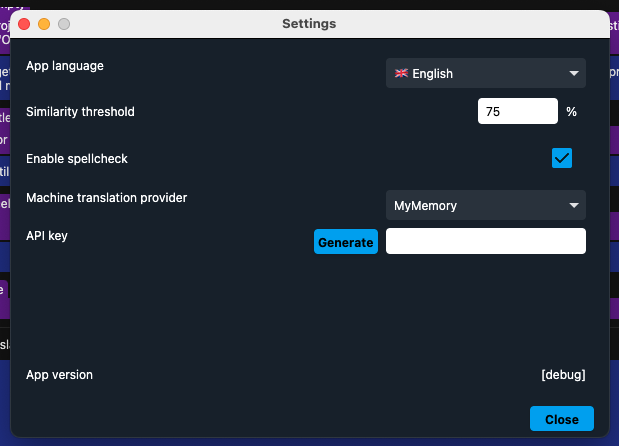 Settings
App language
English
Similarity threshold
75 %
Enable spellcheck
Machine translation provider
MyMemory
API key
Generate
App version
[debug]
Close